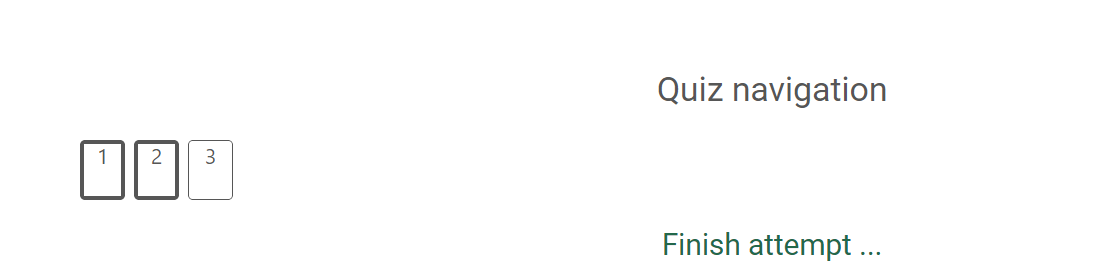 Quiz navigation
1 2 3
Finish attempt ...